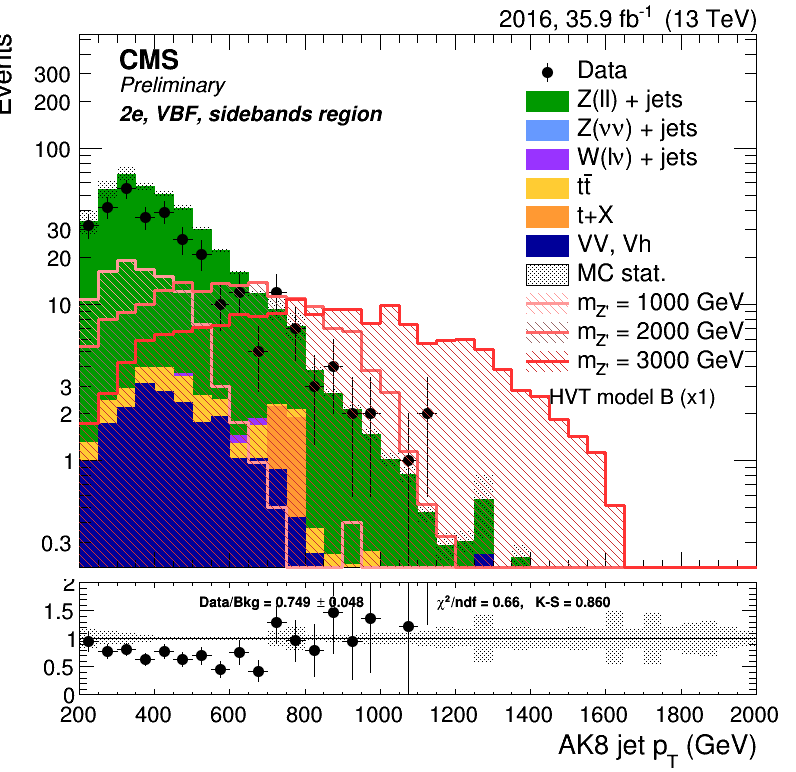 2016, 35.9 fb⁻¹ (13 TeV)
Events
CMS
Preliminary
2e, VBF, sidebands region
Data
Z(ll) + jets
Z(νν) + jets
W(lν) + jets
tt̄
t+X
VV, Vh
MC stat.
m_Z' = 1000 GeV
m_Z' = 2000 GeV
m_Z' = 3000 GeV
HVT model B (x1)
300
200
100
30
20
10
3
2
1
0.3
Data/Bkg = 0.749 ± 0.048
χ²/ndf = 0.66, K-S = 0.860
2
1.5
1
0.5
0
200 400 600 800 1000 1200 1400 1600 1800 2000
AK8 jet p_T (GeV)